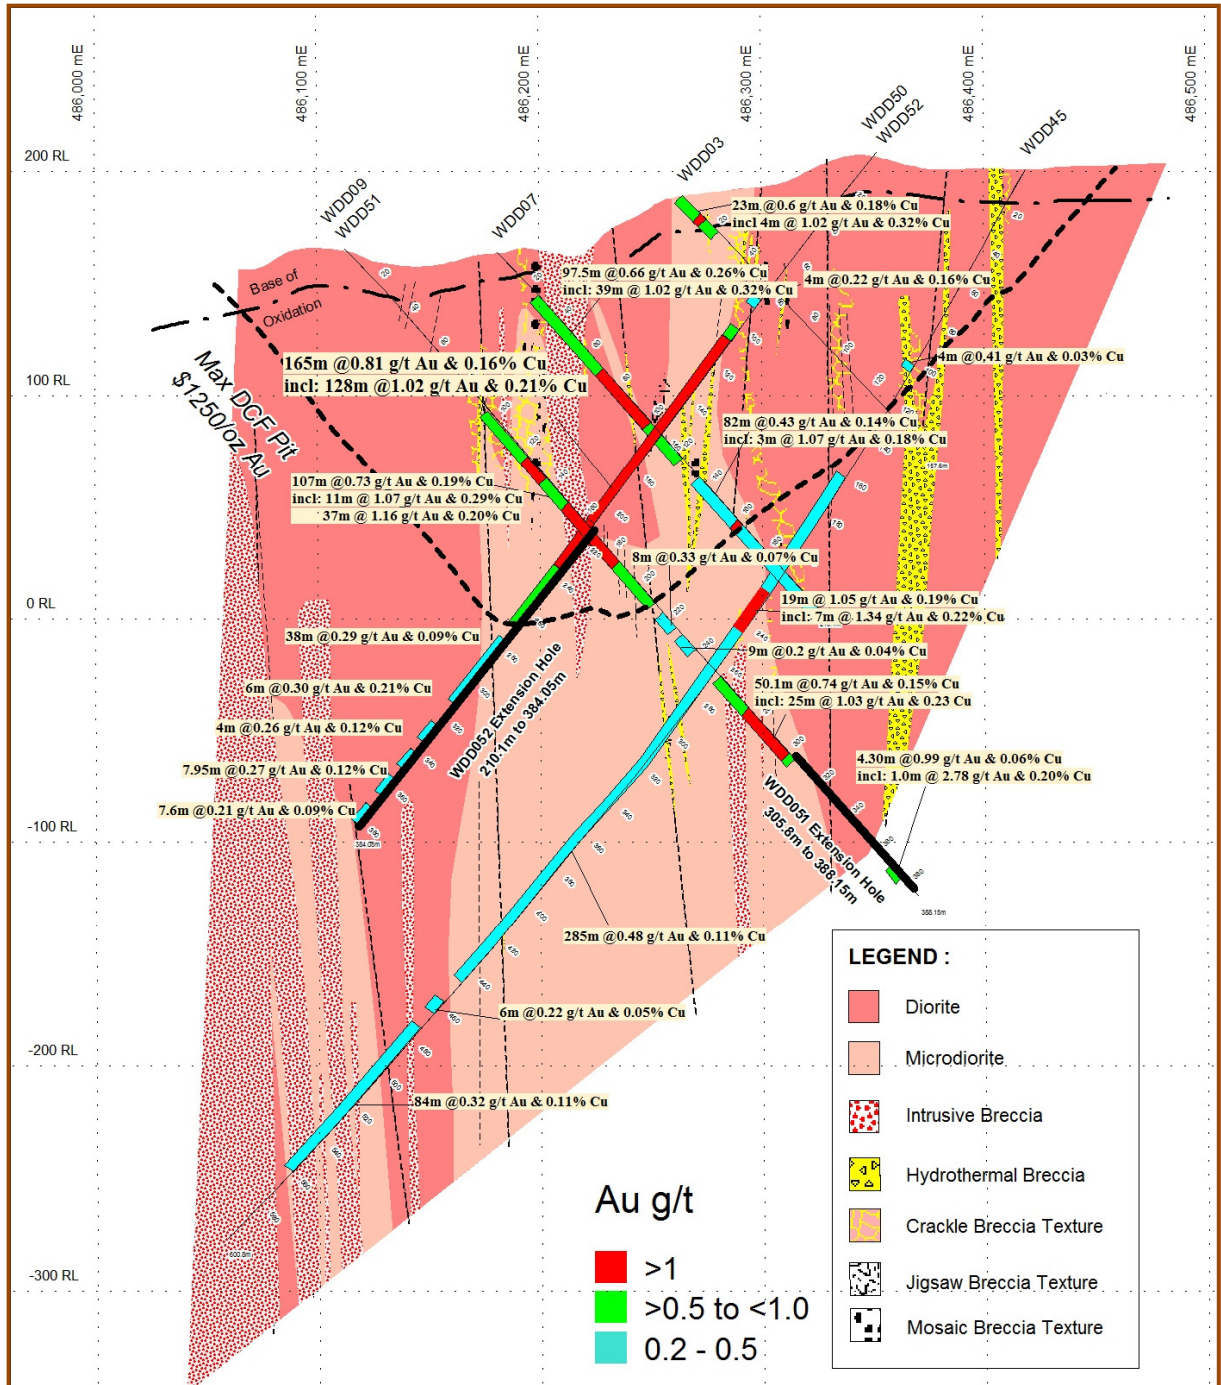 486,000 mE
486,100 mE
486,200 mE
486,300 mE
486,400 mE
486,500 mE
200 RL
100 RL
0 RL
-100 RL
-200 RL
-300 RL
WDD09
WDD51
WDD07
WDD03
WDD50
WDD52
WDD45
Base of
Oxidation
Max DCF Pit
$1250/oz Au
23m @0.6 g/t Au & 0.18% Cu
incl 4m @ 1.02 g/t Au & 0.32% Cu
97.5m @0.66 g/t Au & 0.26% Cu
incl: 39m @ 1.02 g/t Au & 0.32% Cu
4m @0.22 g/t Au & 0.16% Cu
165m @0.81 g/t Au & 0.16% Cu
incl: 128m @1.02 g/t Au & 0.21% Cu
4m @0,41 g/t Au & 0.03% Cu
82m @0.43 g/t Au & 0.14% Cu
incl: 3m @ 1.07 g/t Au & 0.18% Cu
157.6m
107m @0.73 g/t Au & 0.19% Cu
incl: 11m @ 1.07 g/t Au & 0.29% Cu
37m @ 1.16 g/t Au & 0.20% Cu
8m @0.33 g/t Au & 0.07% Cu
19m @ 1.05 g/t Au & 0.19% Cu
incl: 7m @ 1.34 g/t Au & 0.22% Cu
38m @0.29 g/t Au & 0.09% Cu
9m @0.2 g/t Au & 0.04% Cu
6m @0.30 g/t Au & 0.21% Cu
50.1m @0.74 g/t Au & 0.15% Cu
incl: 25m @ 1.03 g/t Au & 0.23 Cu
4m @0.26 g/t Au & 0.12% Cu
WDD052 Extension Hole
210.1m to 384.05m
7.95m @0.27 g/t Au & 0.12% Cu
4.30m @0.99 g/t Au & 0.06% Cu
incl: 1.0m @ 2.78 g/t Au & 0.20% Cu
7.6m @0.21 g/t Au & 0.09% Cu
384.05m
WDD051 Extension Hole
305.8m to 388.15m
388.15m
285m @0.48 g/t Au & 0.11% Cu
6m @0.22 g/t Au & 0.05% Cu
84m @0.32 g/t Au & 0.11% Cu
600.8m
LEGEND :
Diorite
Microdiorite
Intrusive Breccia
Hydrothermal Breccia
Crackle Breccia Texture
Jigsaw Breccia Texture
Mosaic Breccia Texture
Au g/t
>1
>0.5 to <1.0
0.2 - 0.5